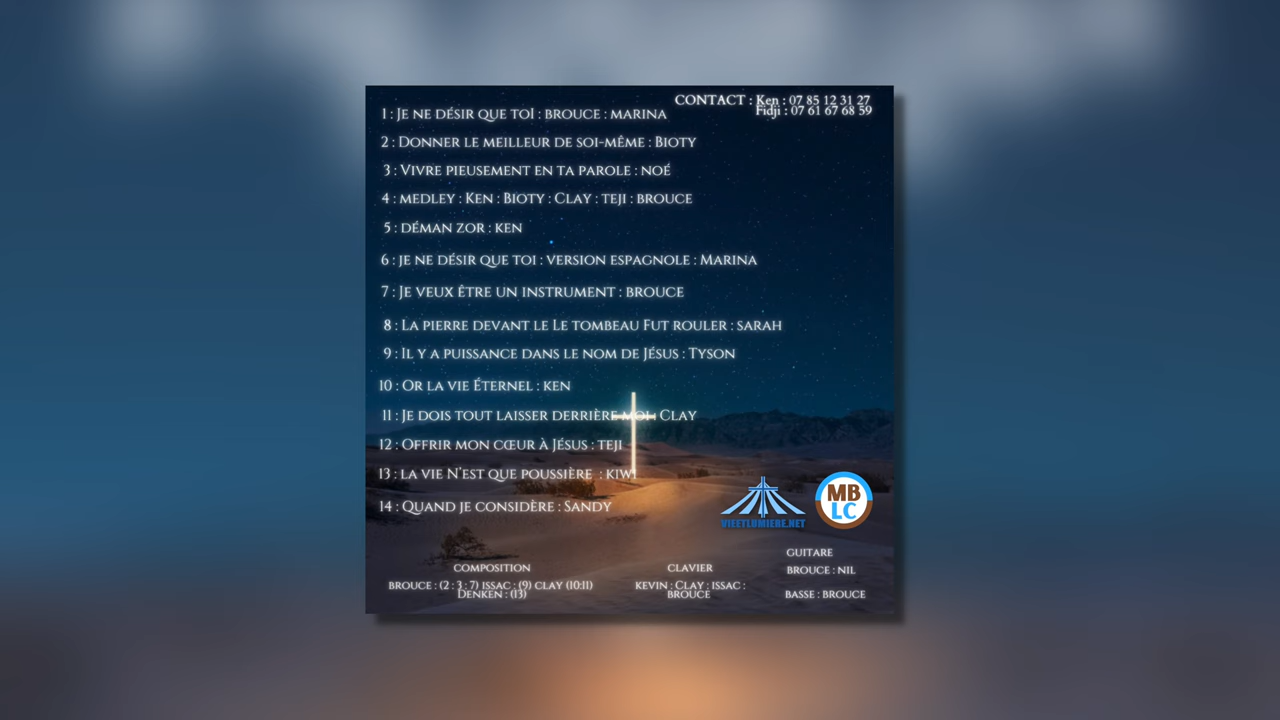 CONTACT : Ken : 07 85 12 31 27
Fidji : 07 61 67 68 59
1 : Je ne désir que toi : Brouce : Marina
2 : Donner le meilleur de soi-même : Bioty
3 : Vivre pieusement en ta parole : Noé
4 : medley : Ken : Bioty : Clay : teji : brouce
5 : déman zor : ken
6 : je ne désir que toi : version espagnole : Marina
7 : Je veux être un instrument : brouce
8 : La pierre devant le Le tombeau Fut rouler : sarah
9 : Il y a puissance dans le nom de Jésus : Tyson
10 : Or la vie Éternel : ken
11 : Je dois tout laisser derrière moi : Clay
12 : Offrir mon cœur à Jésus : teji
13 : la vie N'est que poussière : kiwi
14 : Quand je considère : Sandy
VIEETLUMIERE.NET
MB
LC
composition
brouce : (2 : 3 : 7) issac : (9) clay (10:11)
Denken : (13)
clavier
kevin : Clay : issac :
brouce
guitare
brouce : nil
basse : brouce